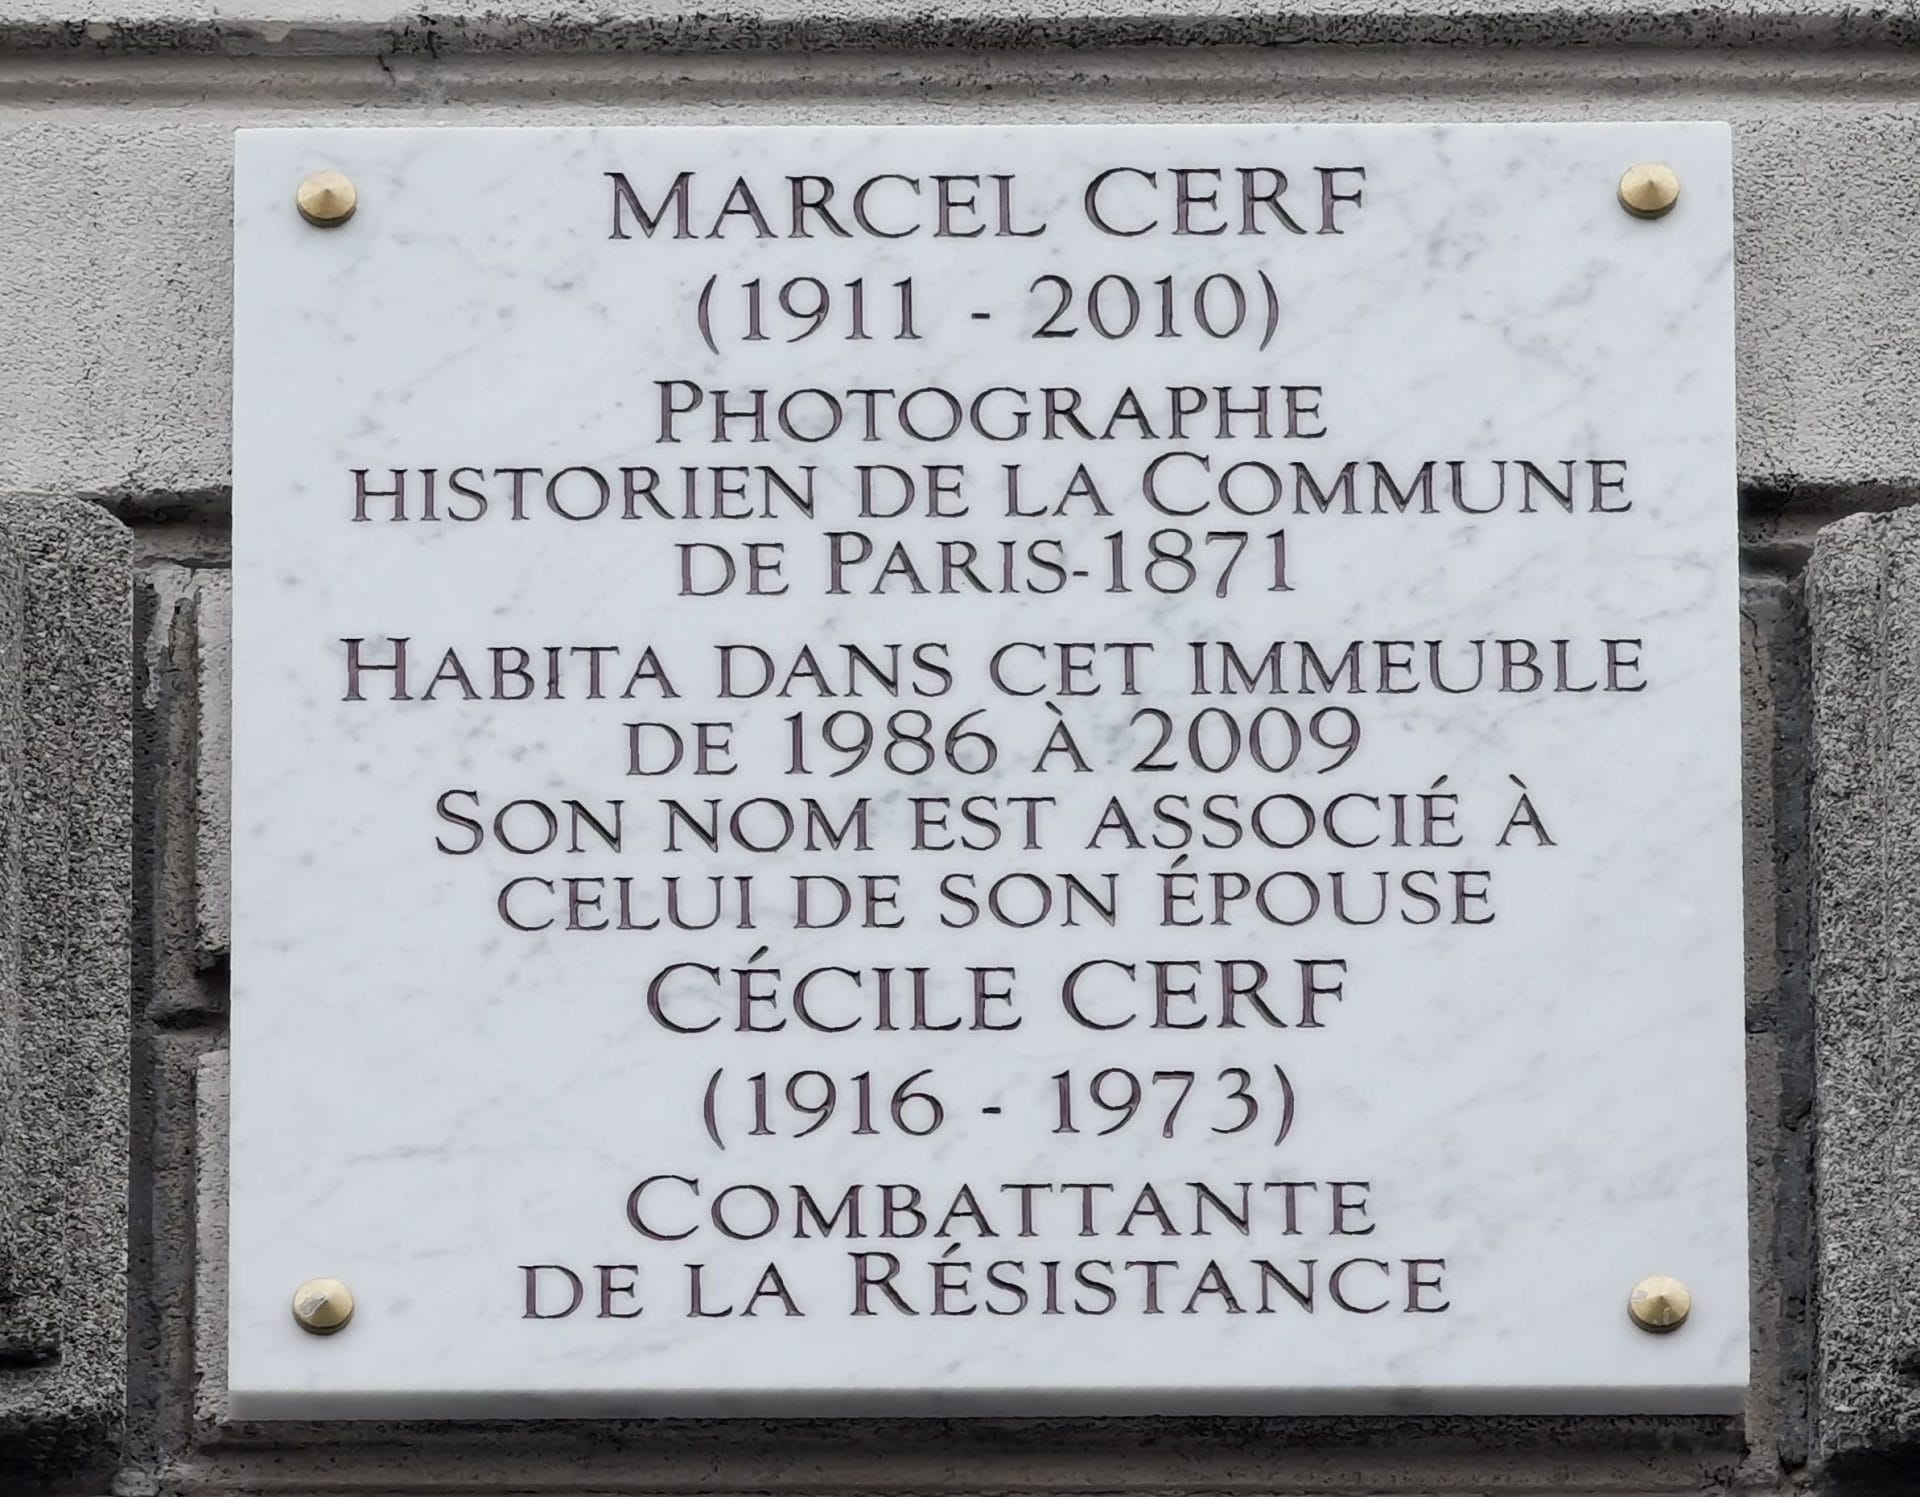 MARCEL CERF
(1911 - 2010)
PHOTOGRAPHE
HISTORIEN DE LA COMMUNE
DE PARIS-1871
HABITA DANS CET IMMEUBLE
DE 1986 À 2009
SON NOM EST ASSOCIÉ À
CELUI DE SON ÉPOUSE
CÉCILE CERF
(1916 - 1973)
COMBATTANTE
DE LA RÉSISTANCE